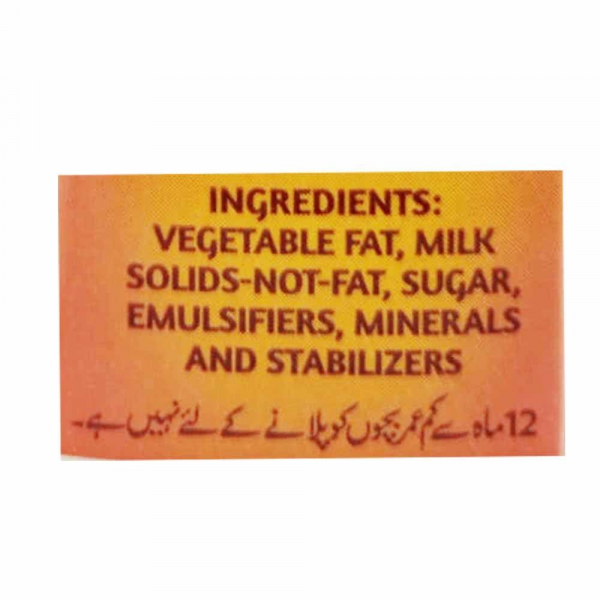 INGREDIENTS:
VEGETABLE FAT, MILK
SOLIDS-NOT-FAT, SUGAR,
EMULSIFIERS, MINERALS
AND STABILIZERS
12 ماہ سے کم عمر بچوں کو پلانے کے لئے نہیں ہے۔